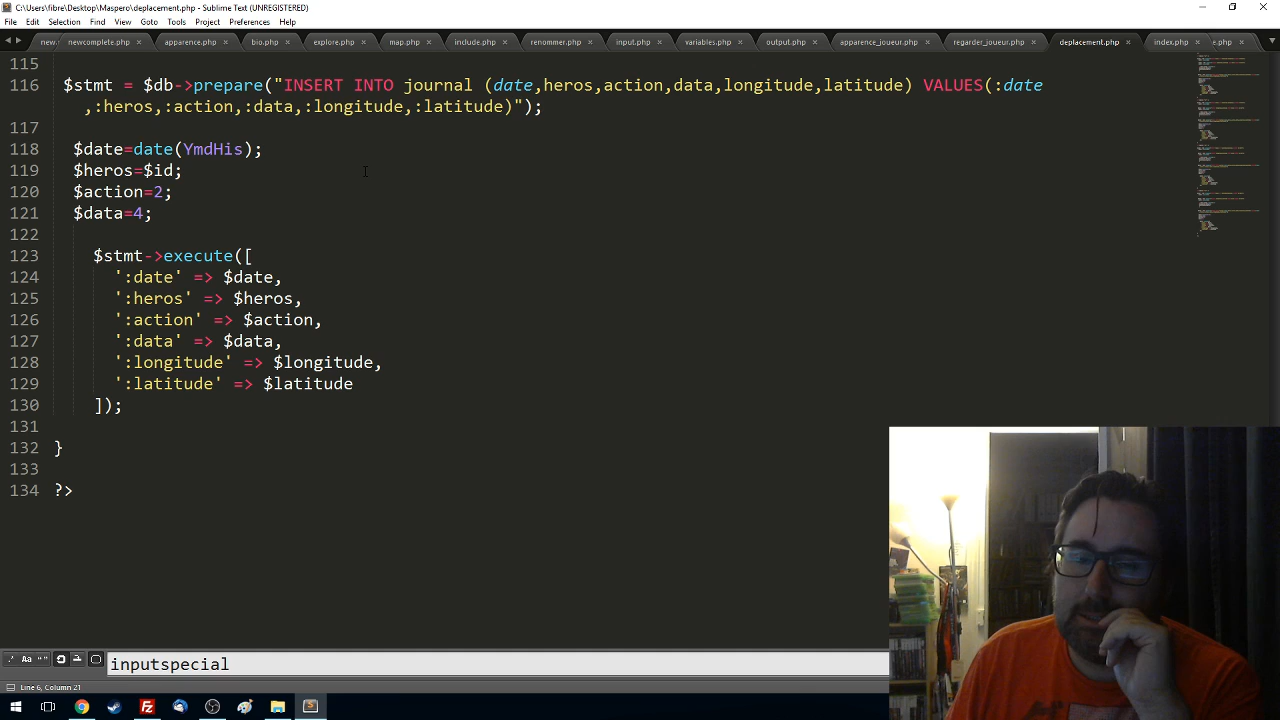 C:\Users\fibre\Desktop\Maspero\deplacement.php - Sublime Text (UNREGISTERED)
File Edit Selection Find View Goto Tools Project Preferences Help
new. newcomplete.php apparence.php bio.php explore.php map.php include.php renommer.php input.php variables.php output.php apparence_joueur.php regarder_joueur.php deplacement.php index.php e.php
115
116 $stmt = $db->prepare("INSERT INTO journal (date,heros,action,data,longitude,latitude) VALUES(:date
,:heros,:action,:data,:longitude,:latitude)");
117
118 $date=date(YmdHis);
119 $heros=$id;
120 $action=2;
121 $data=4;
122
123 $stmt->execute([
124 ':date' => $date,
125 ':heros' => $heros,
126 ':action' => $action,
127 ':data' => $data,
128 ':longitude' => $longitude,
129 ':latitude' => $latitude
130 ]);
131
132 }
133
134 ?>
.* Aa “” inputspecial
Line 6, Column 21